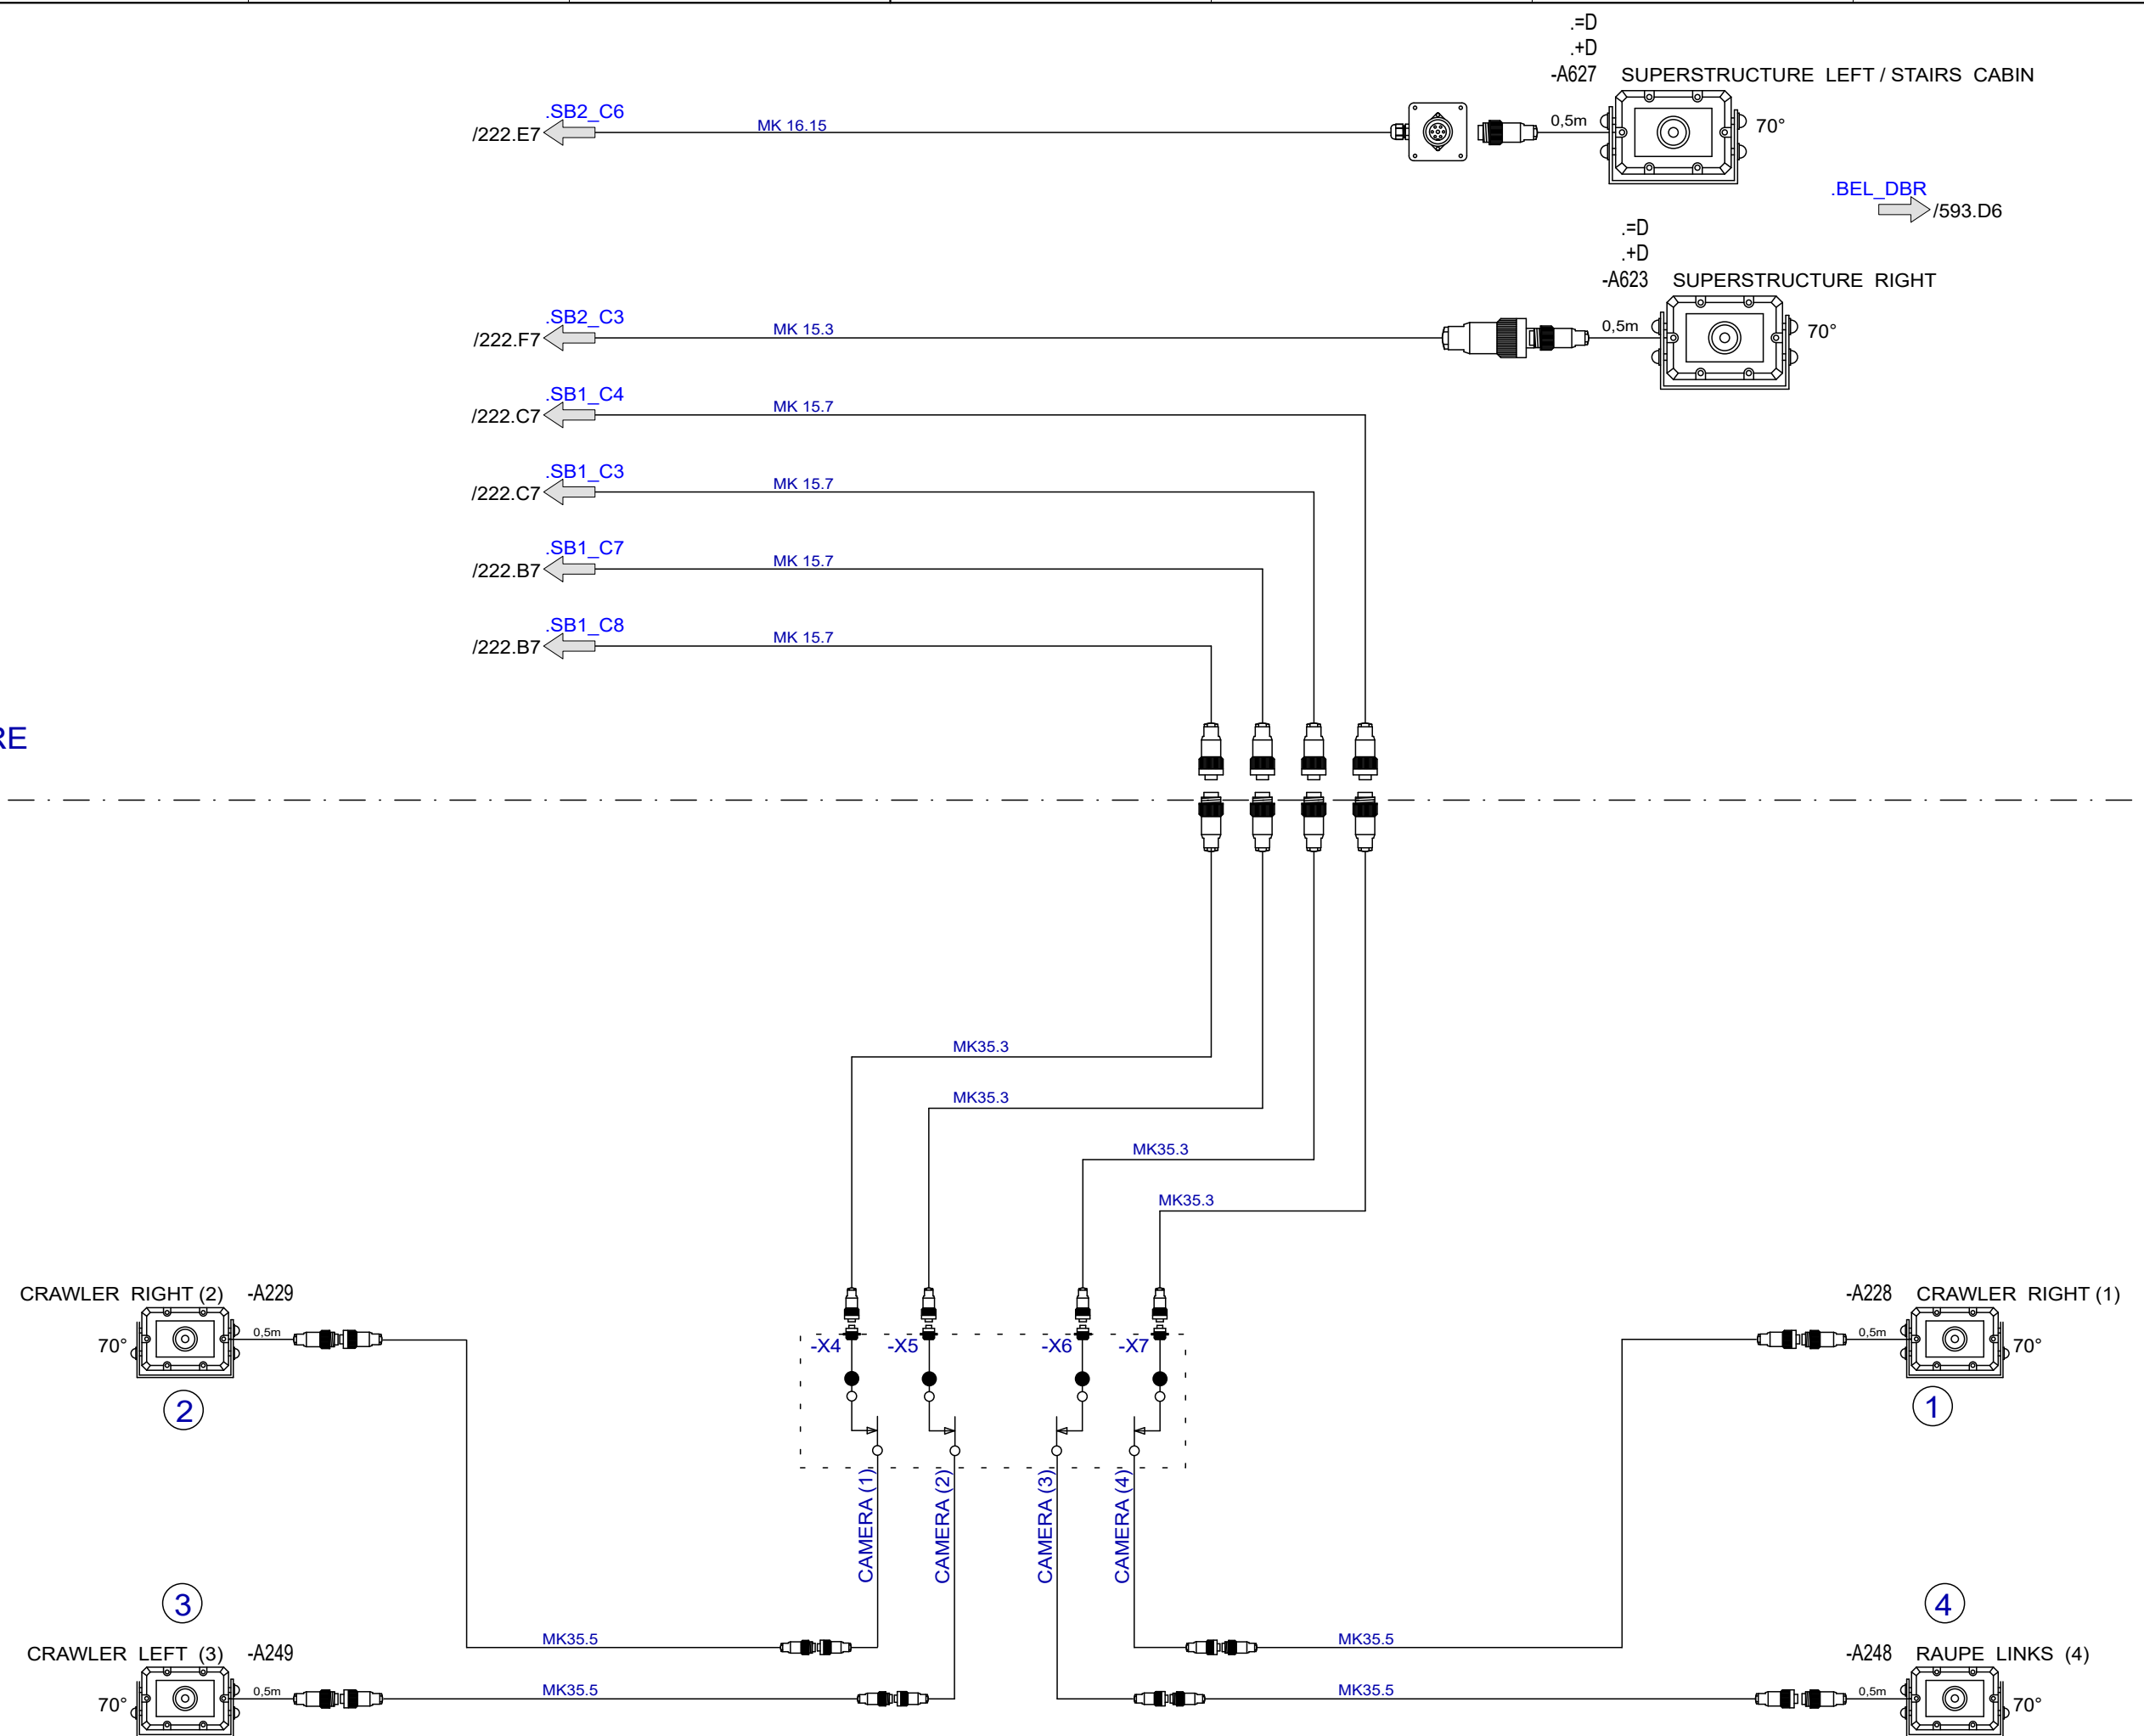 .=D
.+D
-A627 SUPERSTRUCTURE LEFT / STAIRS CABIN
.SB2_C6
/222.E7
MK 16.15
0,5m
70°
.BEL_DBR
/593.D6
.=D
.+D
-A623 SUPERSTRUCTURE RIGHT
.SB2_C3
/222.F7
MK 15.3
0,5m
70°
.SB1_C4
/222.C7
MK 15.7
.SB1_C3
/222.C7
MK 15.7
.SB1_C7
/222.B7
MK 15.7
.SB1_C8
/222.B7
MK 15.7
RE
MK35.3
MK35.3
MK35.3
MK35.3
CRAWLER RIGHT (2) -A229
0,5m
70°
2
-X4
-X5
-X6
-X7
-A228 CRAWLER RIGHT (1)
0,5m
70°
1
CAMERA (1)
CAMERA (2)
CAMERA (3)
CAMERA (4)
3
CRAWLER LEFT (3) -A249
0,5m
70°
MK35.5
MK35.5
MK35.5
MK35.5
4
-A248 RAUPE LINKS (4)
0,5m
70°